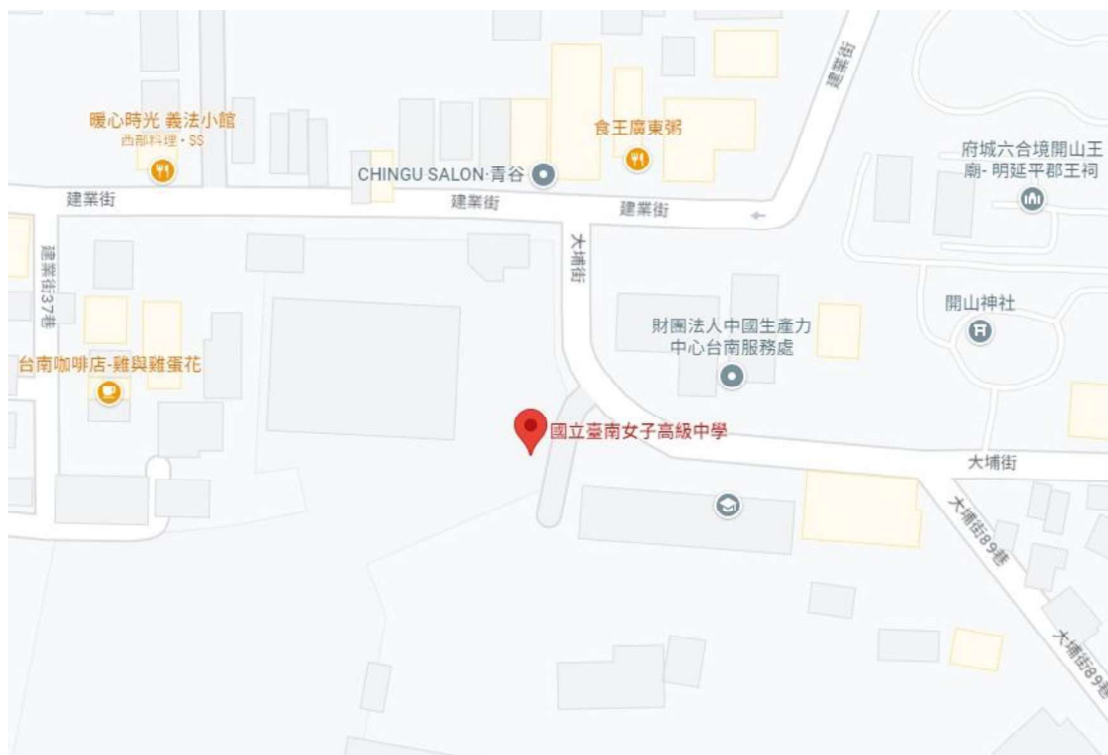 建業街
暖心時光 義法小館
西部料理・$$
食王廣東粥
府城六合境開山王
廟- 明延平郡王祠
CHINGU SALON·青谷
建業街
建業街
建業街
大埔街
建業街37巷
開山神社
財團法人中國生產力
中心台南服務處
台南咖啡店-雞與雞蛋花
國立臺南女子高級中學
大埔街
大埔街89巷
大埔街89巷